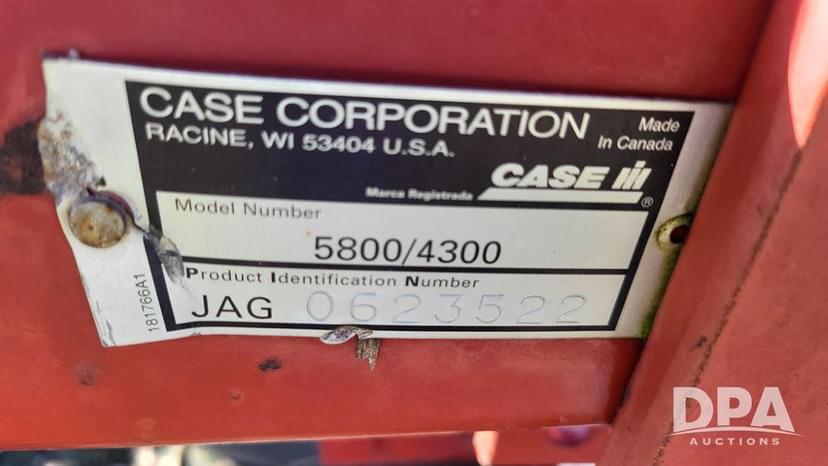 CASE CORPORATION
RACINE, WI 53404 U.S.A.
Made
In Canada
Marca Registrada
CASE IH
®
Model Number
5800/4300
Product Identification Number
JAG 0623522
181766A1
DPA
AUCTIONS